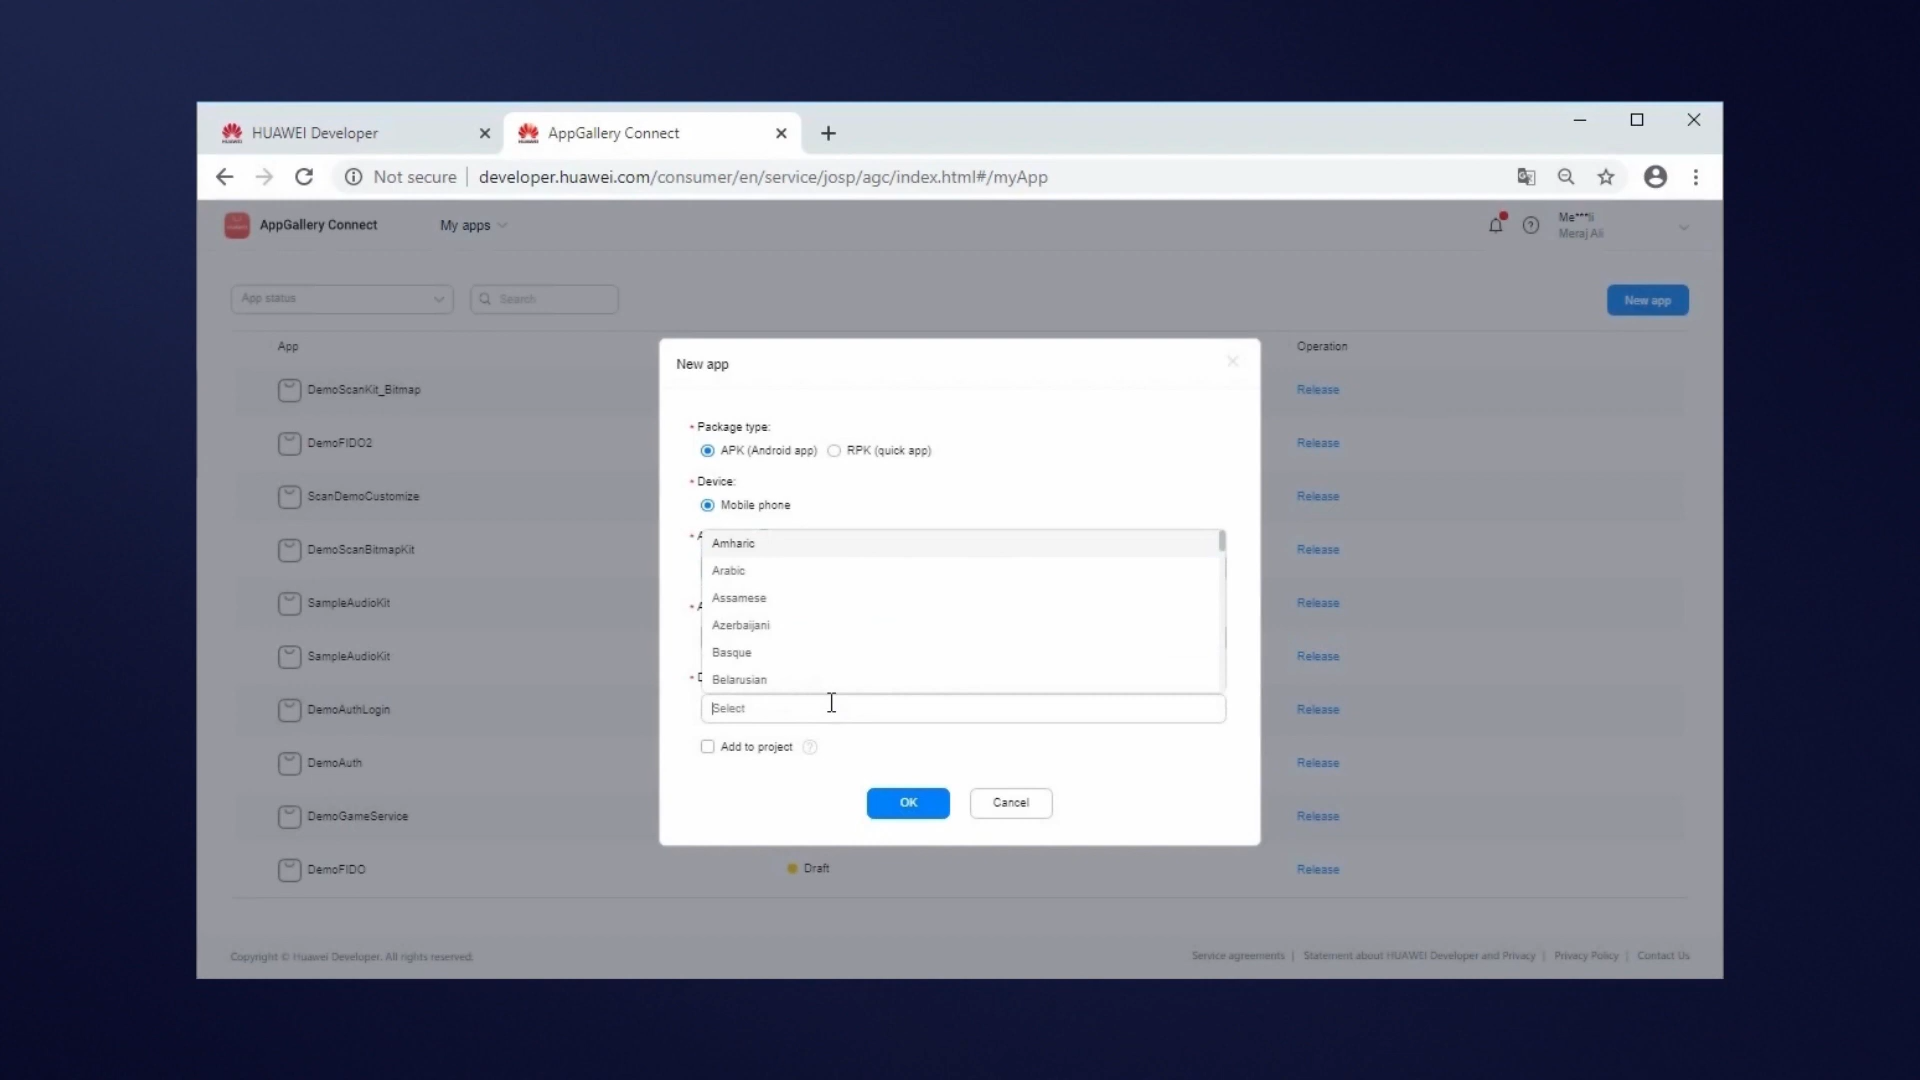 HUAWEI Developer
AppGallery Connect
Not secure
developer.huawei.com/consumer/en/service/josp/agc/index.html#/myApp
AppGallery Connect
My apps
Me***li
Meraj Ali
App status
Search
New app
App
Operation
DemoScanKit_Bitmap
Release
DemoFIDO2
Release
ScanDemoCustomize
Release
DemoScanBitmapKit
Release
SampleAudioKit
Release
SampleAudioKit
Release
DemoAuthLogin
Release
DemoAuth
Release
DemoGameService
Release
DemoFIDO
Draft
Release
New app
* Package type:
APK (Android app)
RPK (quick app)
* Device:
Mobile phone
Amharic
Arabic
Assamese
Azerbaijani
Basque
Belarusian
Select
Add to project
OK
Cancel
Copyright © Huawei Developer. All rights reserved.
Service agreements | Statement about HUAWEI Developer and Privacy | Privacy Policy | Contact Us